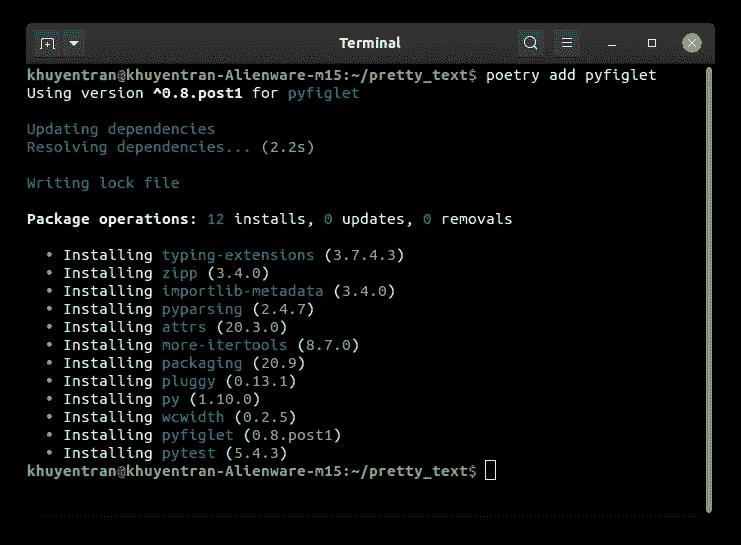 Terminal
khuyentran@khuyentran-Alienware-m15:~/pretty_text$ poetry add pyfiglet
Using version ^0.8.post1 for pyfiglet
Updating dependencies
Resolving dependencies... (2.2s)
Writing lock file
Package operations: 12 installs, 0 updates, 0 removals
• Installing typing-extensions (3.7.4.3)
• Installing zipp (3.4.0)
• Installing importlib-metadata (3.4.0)
• Installing pyparsing (2.4.7)
• Installing attrs (20.3.0)
• Installing more-itertools (8.7.0)
• Installing packaging (20.9)
• Installing pluggy (0.13.1)
• Installing py (1.10.0)
• Installing wcwidth (0.2.5)
• Installing pyfiglet (0.8.post1)
• Installing pytest (5.4.3)
khuyentran@khuyentran-Alienware-m15:~/pretty_text$